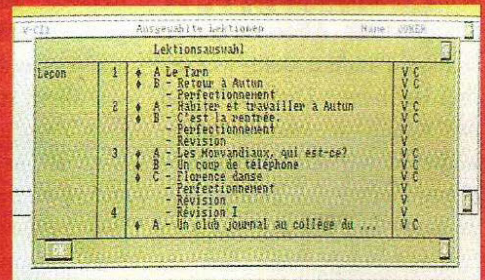 Ausgewählte Lektionen Name
Lektionsauswahl
Leçon 1 ♦ A Le Tarn V C
♦ B - Retour à Autun V C
- Perfectionnement V
2 ♦ A - Habiter et travailler à Autun V C
♦ B - C'est la rentrée. V C
- Perfectionnement V
- Révision V
3 ♦ A - Les Morvandiaux, qui est-ce? V C
♦ B - Un coup de téléphone V C
♦ C - Florence danse V C
- Perfectionnement V
- Révision V
4 - Révision I V
♦ A - Un club journal au collège du ... V C
OK